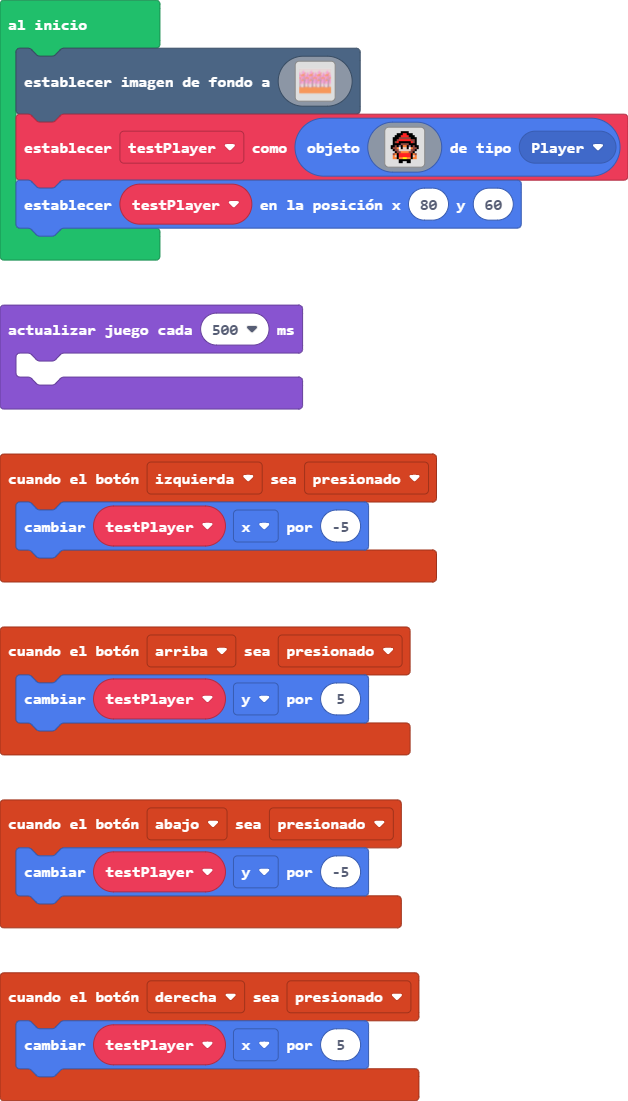 al inicio
establecer imagen de fondo a
establecer testPlayer como objeto de tipo Player
establecer testPlayer en la posición x 80 y 60
actualizar juego cada 500 ms
cuando el botón izquierda sea presionado
cambiar testPlayer x por -5
cuando el botón arriba sea presionado
cambiar testPlayer y por 5
cuando el botón abajo sea presionado
cambiar testPlayer y por -5
cuando el botón derecha sea presionado
cambiar testPlayer x por 5